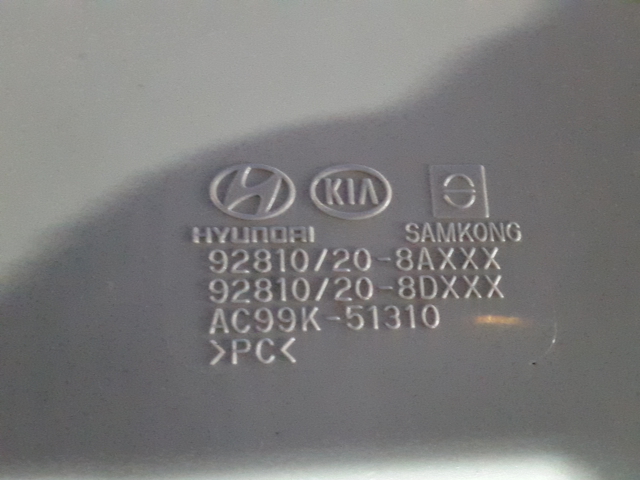 KIA
HYUNDAI SAMKONG
92810/20-8AXXX
92810/20-8DXXX
AC99K-51310
>PC<